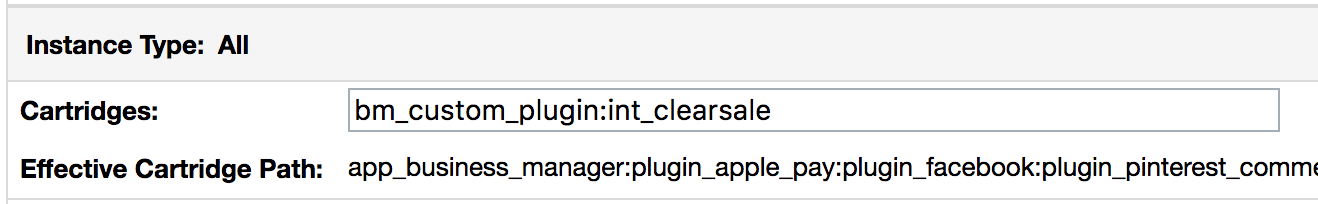 Instance Type: All
Cartridges: bm_custom_plugin:int_clearsale
Effective Cartridge Path: app_business_manager:plugin_apple_pay:plugin_facebook:plugin_pinterest_comme